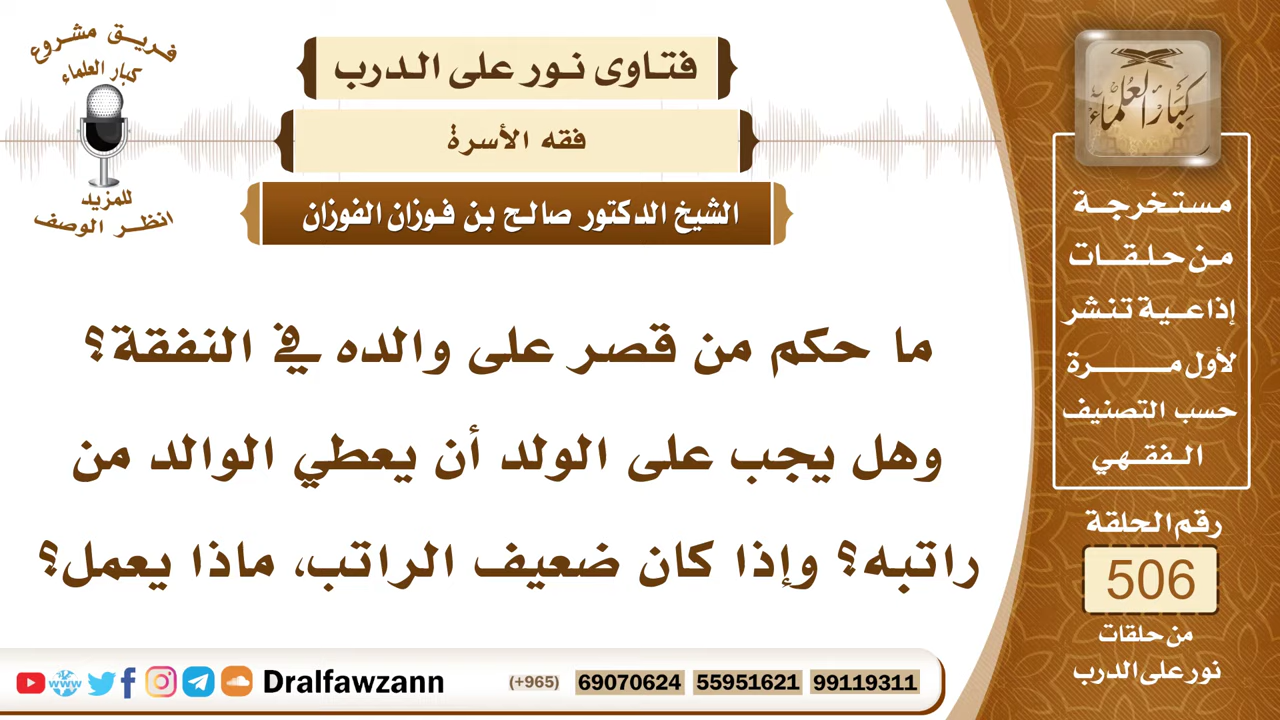 فريق مشروع
كبار العلماء
للمزيد
انظر الوصف
فتاوى نور على الدرب
فقه الأسرة
الشيخ الدكتور صالح بن فوزان الفوزان
ما حكم من قصر على والده في النفقة؟
وهل يجب على الولد أن يعطي الوالد من
راتبه؟ وإذا كان ضعيف الراتب، ماذا يعمل؟
كبار العلماء
مستخرجة
من حلقات
إذاعية تنشر
لأول مرة
حسب التصنيف
الفقهي
رقم الحلقة
506
من حلقات
نور على الدرب
www
Dralfawzann (+965) 69070624 55951621 99119311